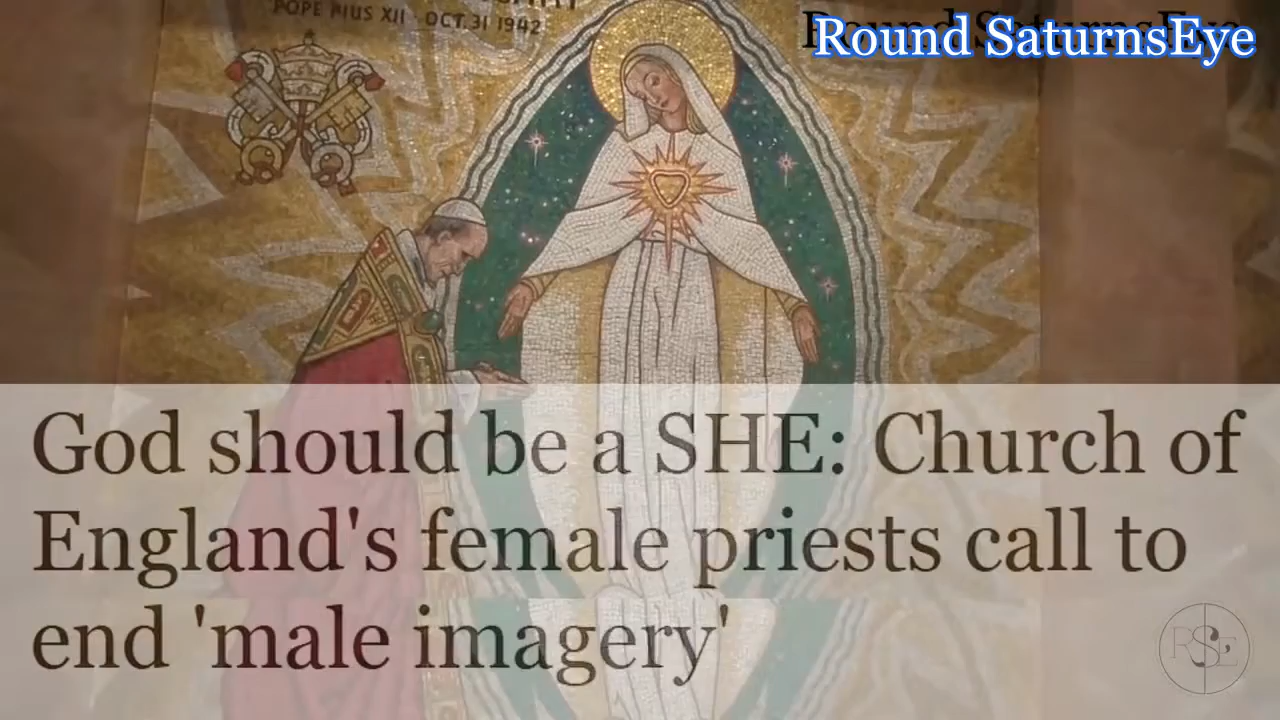 POPE PIUS XII · OCT. 31 1942
Round SaturnsEye
God should be a SHE: Church of
England's female priests call to
end 'male imagery'
RSE